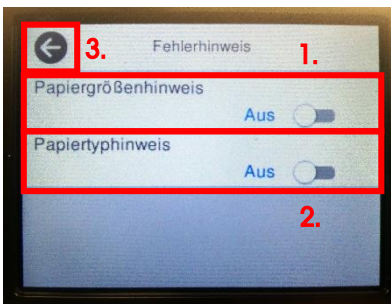 3.
Fehlerhinweis
1.
Papiergrößenhinweis
Aus
Papiertyphinweis
Aus
2.